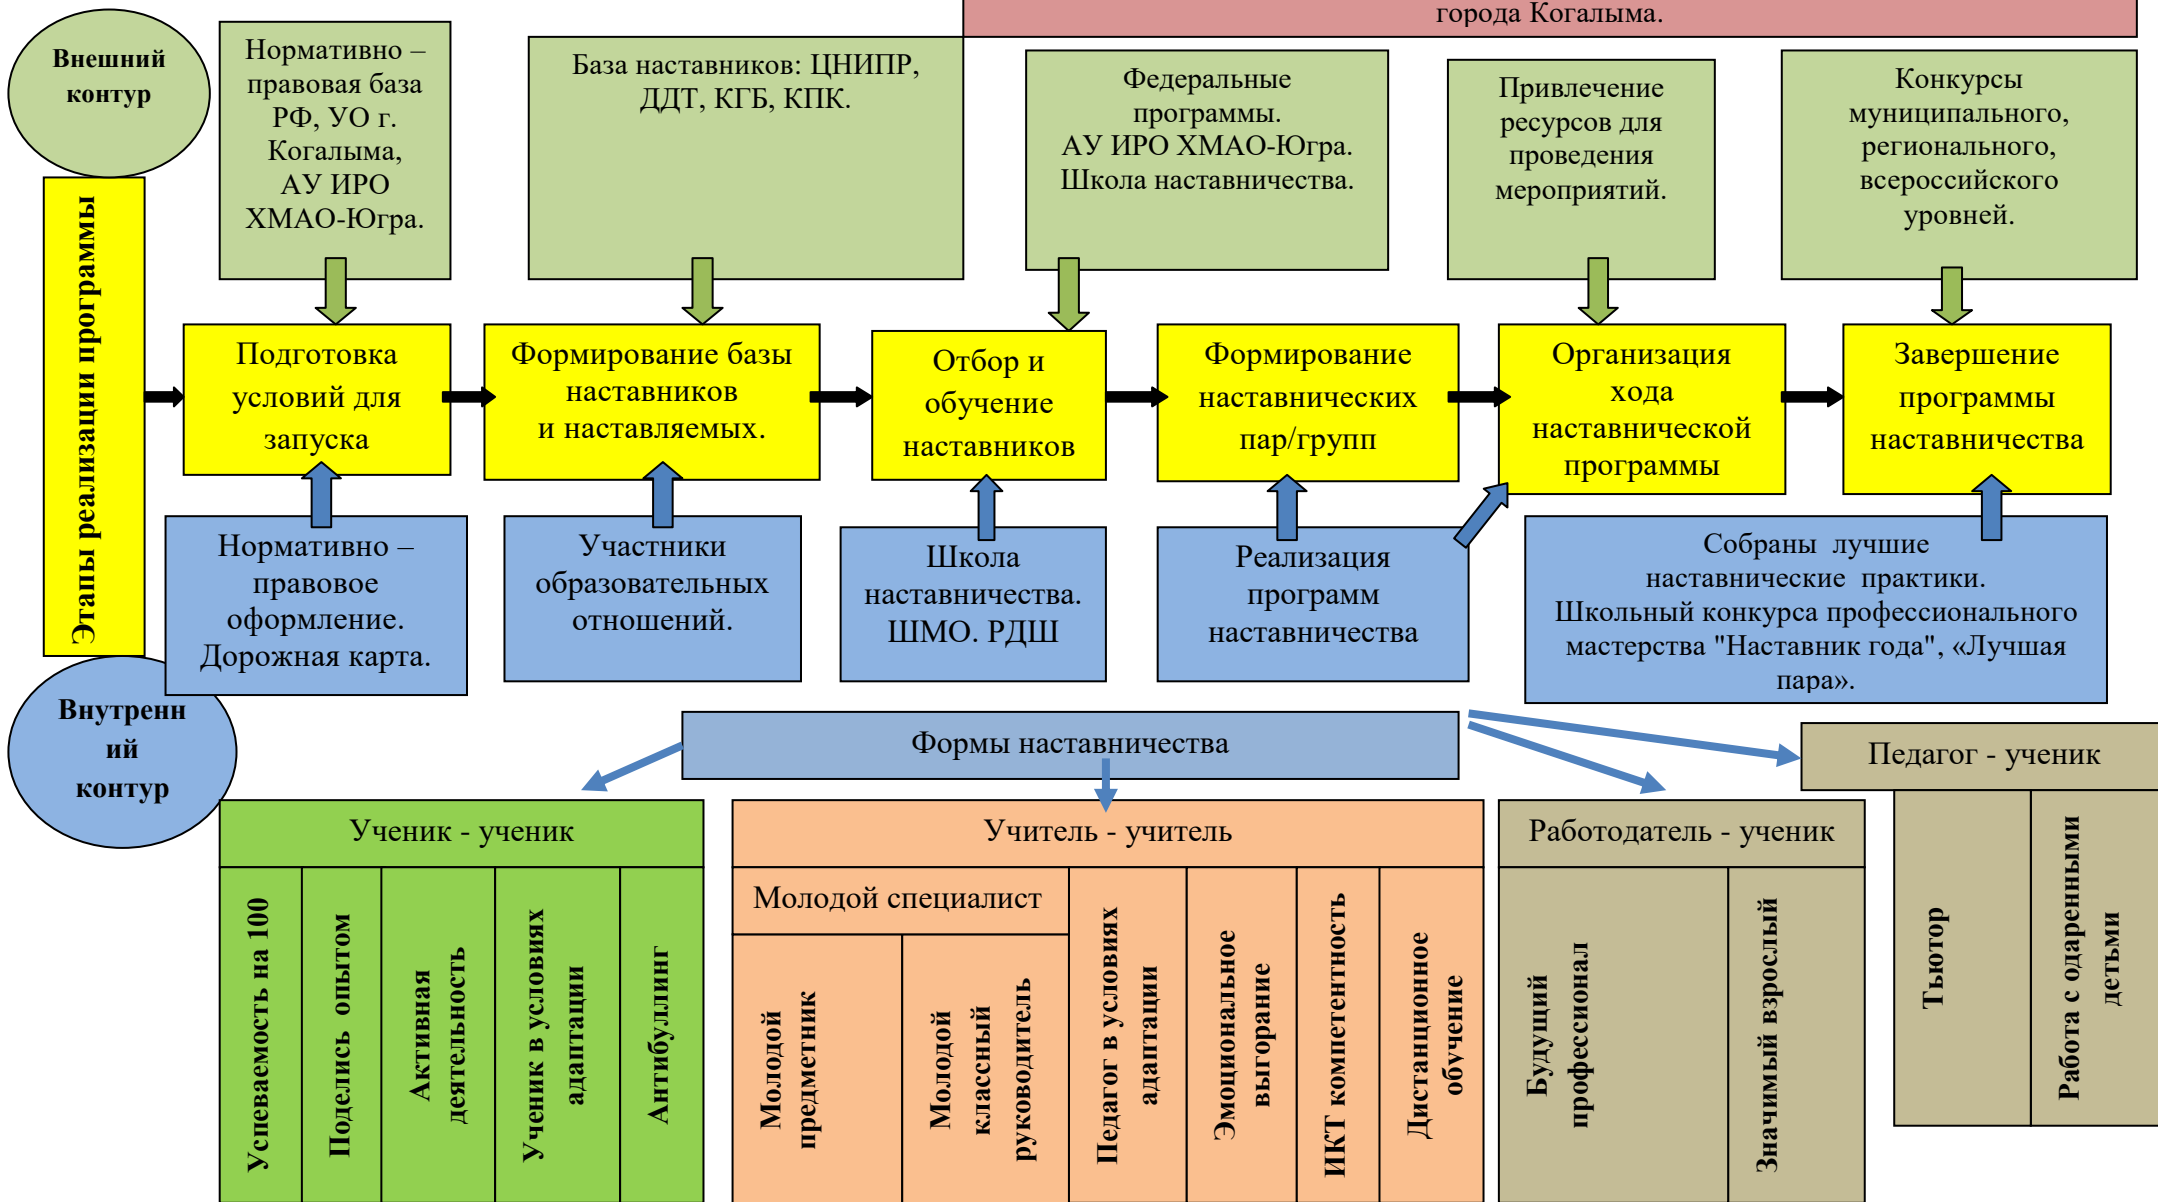 города Когалыма.
Внешний
контур
Нормативно –
правовая база
РФ, УО г.
Когалыма,
АУ ИРО
ХМАО-Югра.
База наставников: ЦНИПР,
ДДТ, КГБ, КПК.
Федеральные
программы.
АУ ИРО ХМАО-Югра.
Школа наставничества.
Привлечение
ресурсов для
проведения
мероприятий.
Конкурсы
муниципального,
регионального,
всероссийского
уровней.
Этапы реализации программы
Подготовка
условий для
запуска
Формирование базы
наставников
и наставляемых.
Отбор и
обучение
наставников
Формирование
наставнических
пар/групп
Организация
хода
наставнической
программы
Завершение
программы
наставничества
Нормативно –
правовое
оформление.
Дорожная карта.
Участники
образовательных
отношений.
Школа
наставничества.
ШМО. РДШ
Реализация
программ
наставничества
Собраны лучшие
наставнические практики.
Школьный конкурса профессионального
мастерства "Наставник года", «Лучшая
пара».
Внутренн
ий
контур
Формы наставничества
Ученик - ученик
Успеваемость на 100
Поделись опытом
Активная
деятельность
Ученик в условиях
адаптации
Антибуллинг
Учитель - учитель
Молодой специалист
Молодой
предметник
Молодой
классный
руководитель
Педагог в условиях
адаптации
Эмоциональное
выгорание
ИКТ компетентность
Дистанционное
обучение
Работодатель - ученик
Будущий
профессионал
Значимый взрослый
Педагог - ученик
Тьютор
Работа с одаренными
детьми